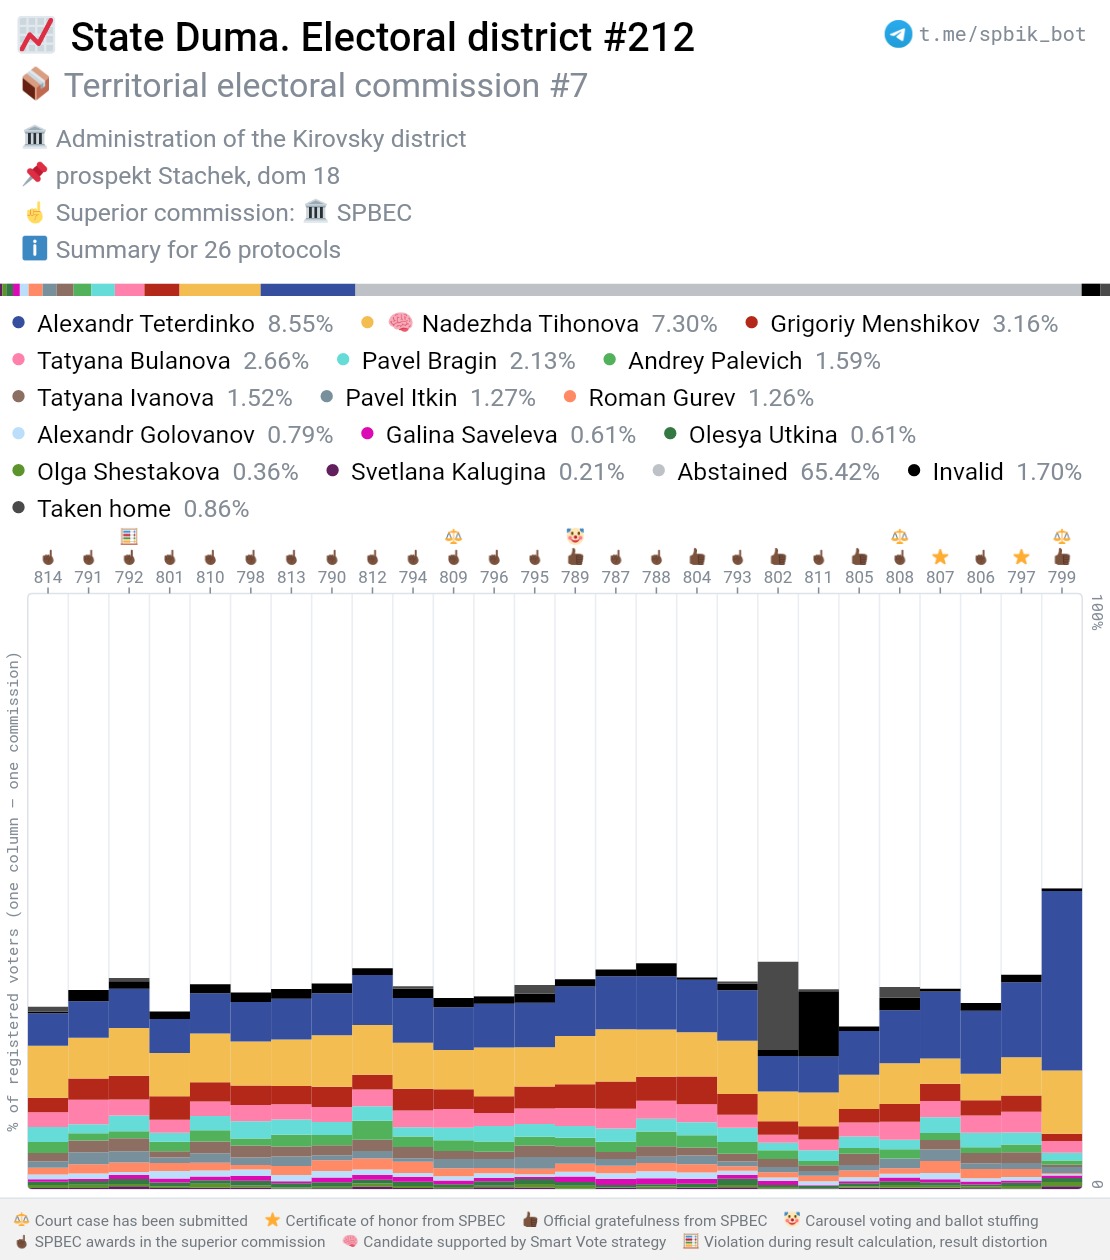 State Duma. Electoral district #212
t.me/spbik_bot
Territorial electoral commission #7
Administration of the Kirovsky district
prospekt Stachek, dom 18
Superior commission: SPBEC
Summary for 26 protocols
Alexandr Teterdinko 8.55% Nadezhda Tihonova 7.30% Grigoriy Menshikov 3.16%
Tatyana Bulanova 2.66% Pavel Bragin 2.13% Andrey Palevich 1.59%
Tatyana Ivanova 1.52% Pavel Itkin 1.27% Roman Gurev 1.26%
Alexandr Golovanov 0.79% Galina Saveleva 0.61% Olesya Utkina 0.61%
Olga Shestakova 0.36% Svetlana Kalugina 0.21% Abstained 65.42% Invalid 1.70%
Taken home 0.86%
814 791 792 801 810 798 813 790 812 794 809 796 795 789 787 788 804 793 802 811 805 808 807 806 797 799
100%
% of registered voters (one column — one commission)
0
Court case has been submitted Certificate of honor from SPBEC Official gratefulness from SPBEC Carousel voting and ballot stuffing
SPBEC awards in the superior commission Candidate supported by Smart Vote strategy Violation during result calculation, result distortion